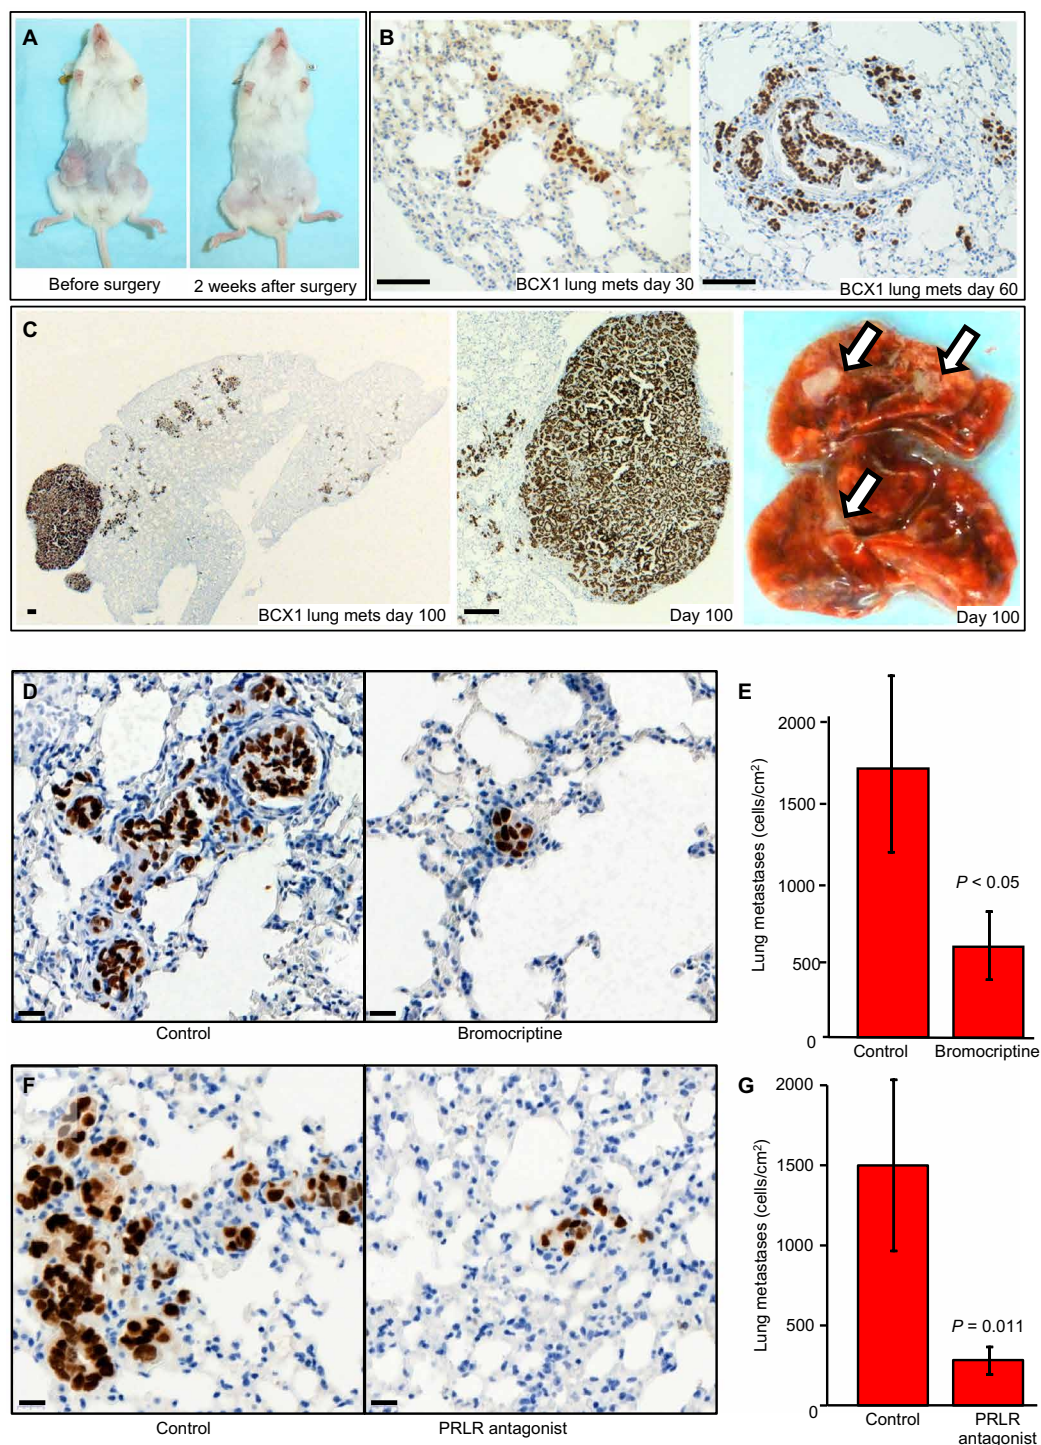 A
Before surgery
2 weeks after surgery
B
BCX1 lung mets day 30
BCX1 lung mets day 60
C
BCX1 lung mets day 100
Day 100
Day 100
D
Control
Bromocriptine
E
Lung metastases (cells/cm²)
2000
1500
1000
500
0
P < 0.05
Control
Bromocriptine
F
Control
PRLR antagonist
G
Lung metastases (cells/cm²)
2000
1500
1000
500
0
P = 0.011
Control
PRLR
antagonist